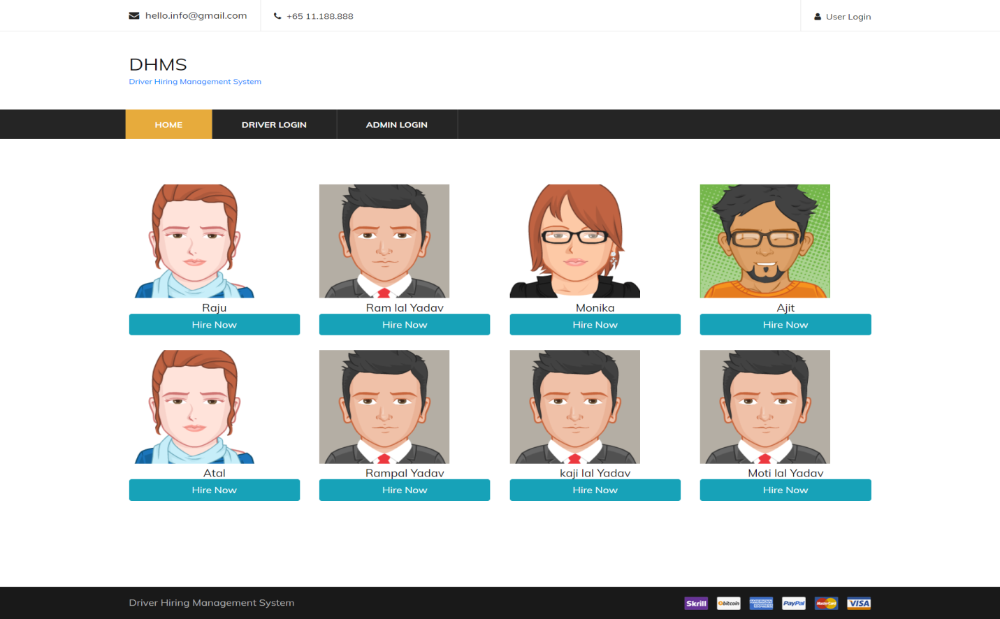 hello.info@gmail.com
+65 11.188.888
User Login
DHMS
Driver Hiring Management System
HOME
DRIVER LOGIN
ADMIN LOGIN
Raju
Ram lal Yadav
Monika
Ajit
Hire Now
Hire Now
Hire Now
Hire Now
Atal
Rampal Yadav
kaji lal Yadav
Moti lal Yadav
Hire Now
Hire Now
Hire Now
Hire Now
Driver Hiring Management System
Skrill
bitcoin
AMERICAN EXPRESS
PayPal
MasterCard
VISA